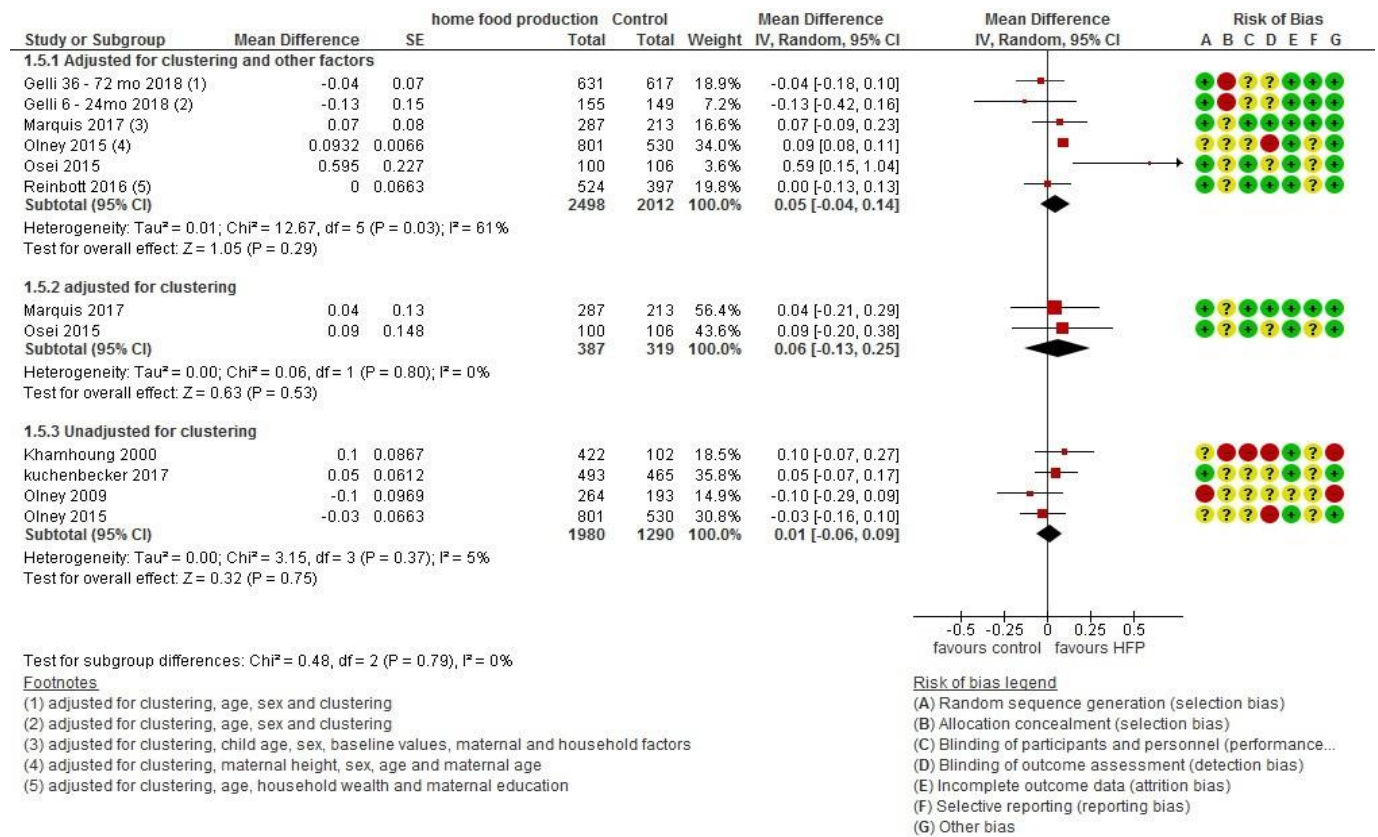 home food production Control Mean Difference Mean Difference Risk of Bias
Study or Subgroup Mean Difference SE Total Total Weight IV, Random, 95% CI IV, Random, 95% CI A B C D E F G
1.5.1 Adjusted for clustering and other factors
Gelli 36 - 72 mo 2018 (1) -0.04 0.07 631 617 18.9% -0.04 [-0.18, 0.10] + - ? ? + + +
Gelli 6 - 24mo 2018 (2) -0.13 0.15 155 149 7.2% -0.13 [-0.42, 0.16] + - ? ? + + +
Marquis 2017 (3) 0.07 0.08 287 213 16.6% 0.07 [-0.09, 0.23] + ? + + + + +
Olney 2015 (4) 0.0932 0.0066 801 530 34.0% 0.09 [0.08, 0.11] ? ? ? - + ? +
Osei 2015 0.595 0.227 100 106 3.6% 0.59 [0.15, 1.04] + ? + ? + ? +
Reinbott 2016 (5) 0 0.0663 524 397 19.8% 0.00 [-0.13, 0.13] + ? + + + ? +
Subtotal (95% CI) 2498 2012 100.0% 0.05 [-0.04, 0.14]
Heterogeneity: Tau² = 0.01; Chi² = 12.67, df = 5 (P = 0.03); I² = 61%
Test for overall effect: Z = 1.05 (P = 0.29)
1.5.2 adjusted for clustering
Marquis 2017 0.04 0.13 287 213 56.4% 0.04 [-0.21, 0.29] + ? + + + + +
Osei 2015 0.09 0.148 100 106 43.6% 0.09 [-0.20, 0.38] + ? + ? + ? +
Subtotal (95% CI) 387 319 100.0% 0.06 [-0.13, 0.25]
Heterogeneity: Tau² = 0.00; Chi² = 0.06, df = 1 (P = 0.80); I² = 0%
Test for overall effect: Z = 0.63 (P = 0.53)
1.5.3 Unadjusted for clustering
Khamhoung 2000 0.1 0.0867 422 102 18.5% 0.10 [-0.07, 0.27] ? - - - + ? -
kuchenbecker 2017 0.05 0.0612 493 465 35.8% 0.05 [-0.07, 0.17] + ? ? ? + ? +
Olney 2009 -0.1 0.0969 264 193 14.9% -0.10 [-0.29, 0.09] - ? ? ? ? ? -
Olney 2015 -0.03 0.0663 801 530 30.8% -0.03 [-0.16, 0.10] ? ? ? - + ? +
Subtotal (95% CI) 1980 1290 100.0% 0.01 [-0.06, 0.09]
Heterogeneity: Tau² = 0.00; Chi² = 3.15, df = 3 (P = 0.37); I² = 5%
Test for overall effect: Z = 0.32 (P = 0.75)
-0.5 -0.25 0 0.25 0.5
favours control favours HFP
Test for subgroup differences: Chi² = 0.48, df = 2 (P = 0.79), I² = 0%
Footnotes
(1) adjusted for clustering, age, sex and clustering
(2) adjusted for clustering, age, sex and clustering
(3) adjusted for clustering, child age, sex, baseline values, maternal and household factors
(4) adjusted for clustering, maternal height, sex, age and maternal age
(5) adjusted for clustering, age, household wealth and maternal education
Risk of bias legend
(A) Random sequence generation (selection bias)
(B) Allocation concealment (selection bias)
(C) Blinding of participants and personnel (performance...
(D) Blinding of outcome assessment (detection bias)
(E) Incomplete outcome data (attrition bias)
(F) Selective reporting (reporting bias)
(G) Other bias